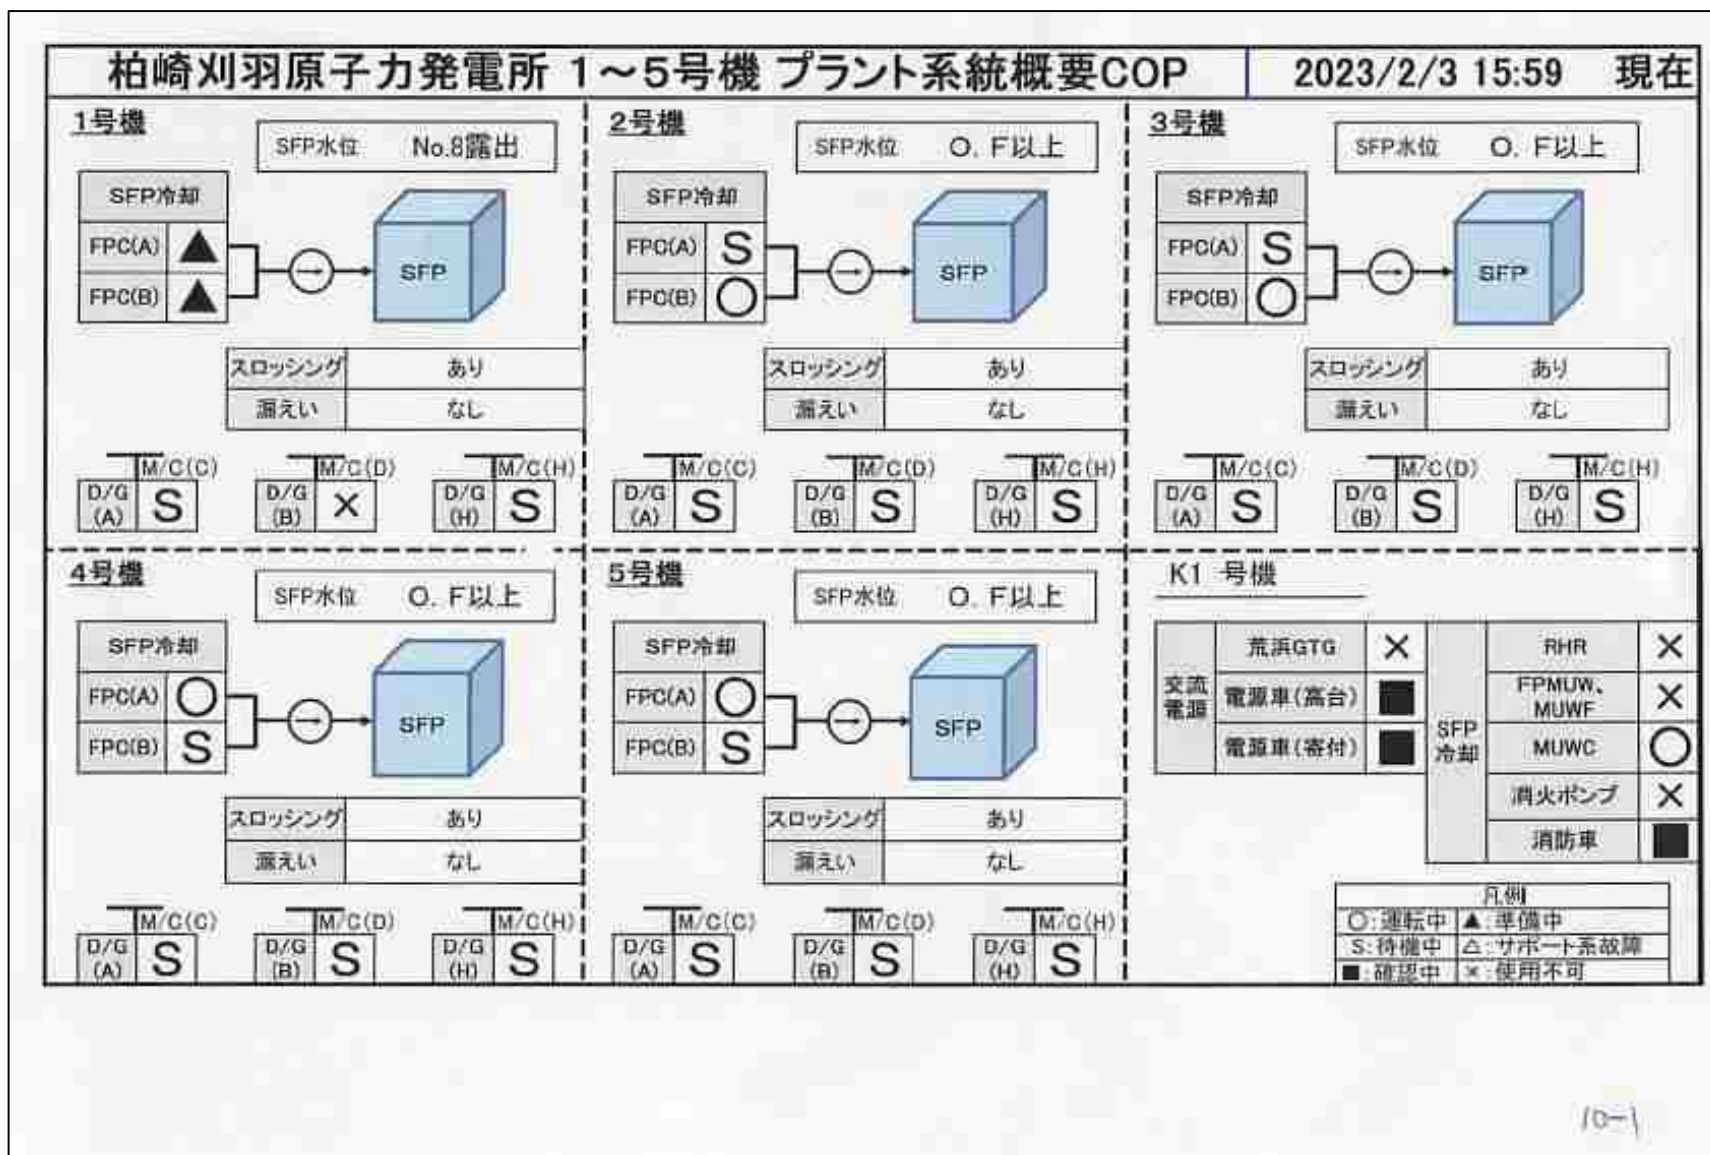 柏崎刈羽原子力発電所 1～5号機 プラント系統概要COP 2023/2/3 15:59 現在
1号機
SFP水位 No.8露出
SFP冷却
FPC(A) ▲
FPC(B) ▲
SFP
スロッシング あり
漏えい なし
M/C(C) M/C(D) M/C(H)
D/G (A) S D/G (B) × D/G (H) S
2号機
SFP水位 O. F以上
SFP冷却
FPC(A) S
FPC(B) ○
SFP
スロッシング あり
漏えい なし
M/C(C) M/C(D) M/C(H)
D/G (A) S D/G (B) S D/G (H) S
3号機
SFP水位 O. F以上
SFP冷却
FPC(A) S
FPC(B) ○
SFP
スロッシング あり
漏えい なし
M/C(C) M/C(D) M/C(H)
D/G (A) S D/G (B) S D/G (H) S
4号機
SFP水位 O. F以上
SFP冷却
FPC(A) ○
FPC(B) S
SFP
スロッシング あり
漏えい なし
M/C(C) M/C(D) M/C(H)
D/G (A) S D/G (B) S D/G (H) S
5号機
SFP水位 O. F以上
SFP冷却
FPC(A) ○
FPC(B) S
SFP
スロッシング あり
漏えい なし
M/C(C) M/C(D) M/C(H)
D/G (A) S D/G (B) S D/G (H) S
K1 号機
交流電源
荒浜GTG ×
電源車(高台) ■
電源車(寄付) ■
SFP冷却
RHR ×
FPMUW、MUWF ×
MUWC ○
消火ポンプ ×
消防車 ■
凡例
○:運転中 ▲:準備中
S:待機中 △:サポート系故障
■:確認中 ×:使用不可
10-1